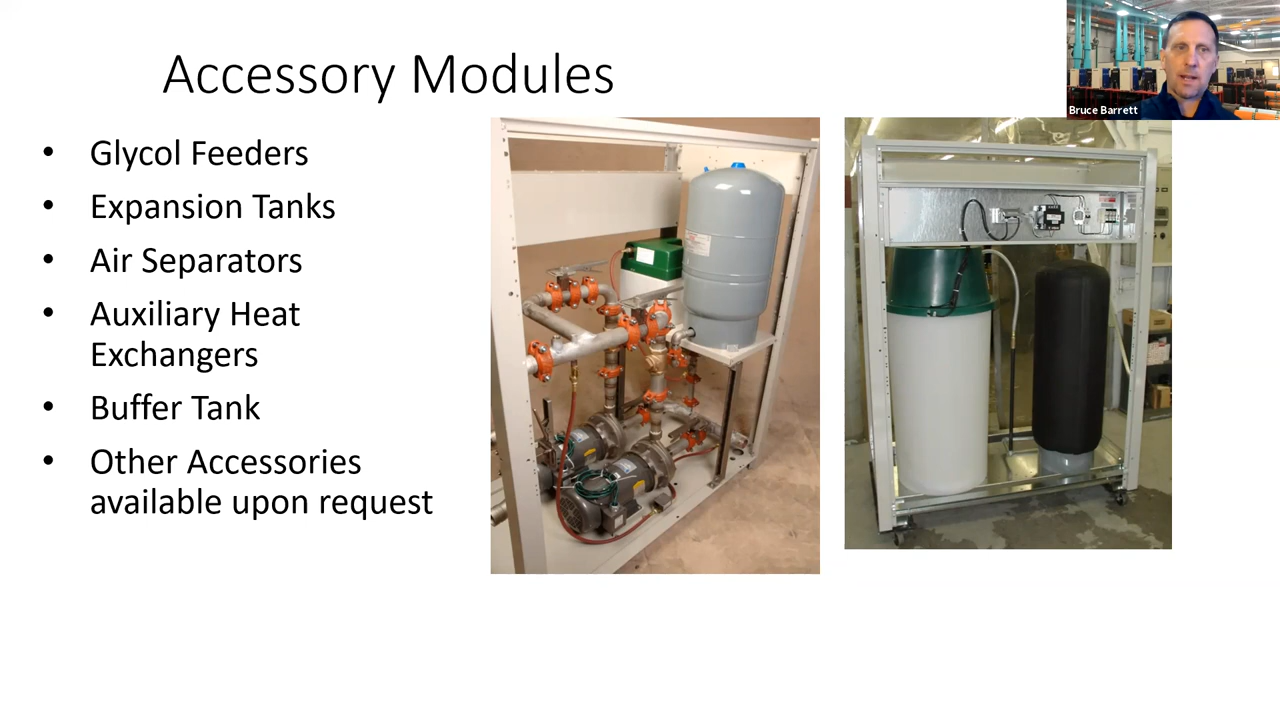 Accessory Modules
Bruce Barrett
• Glycol Feeders
• Expansion Tanks
• Air Separators
• Auxiliary Heat
Exchangers
• Buffer Tank
• Other Accessories
available upon request